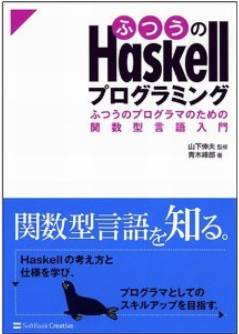 ふつうの
Haskell
プログラミング
ふつうのプログラマのための
関数型言語入門
山下伸夫 監修
青木峰郎 著
関数型言語を知る。
Haskellの考え方と
仕様を学び、
プログラマとしての
スキルアップを目指す。
SoftBank Creative